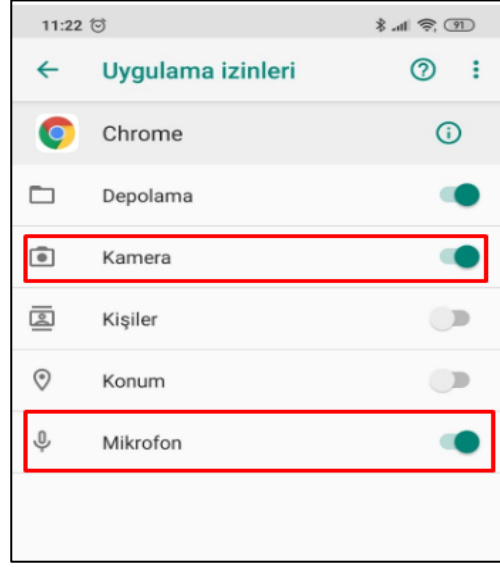 11:22 91
Uygulama izinleri
Chrome
Depolama
Kamera
Kişiler
Konum
Mikrofon